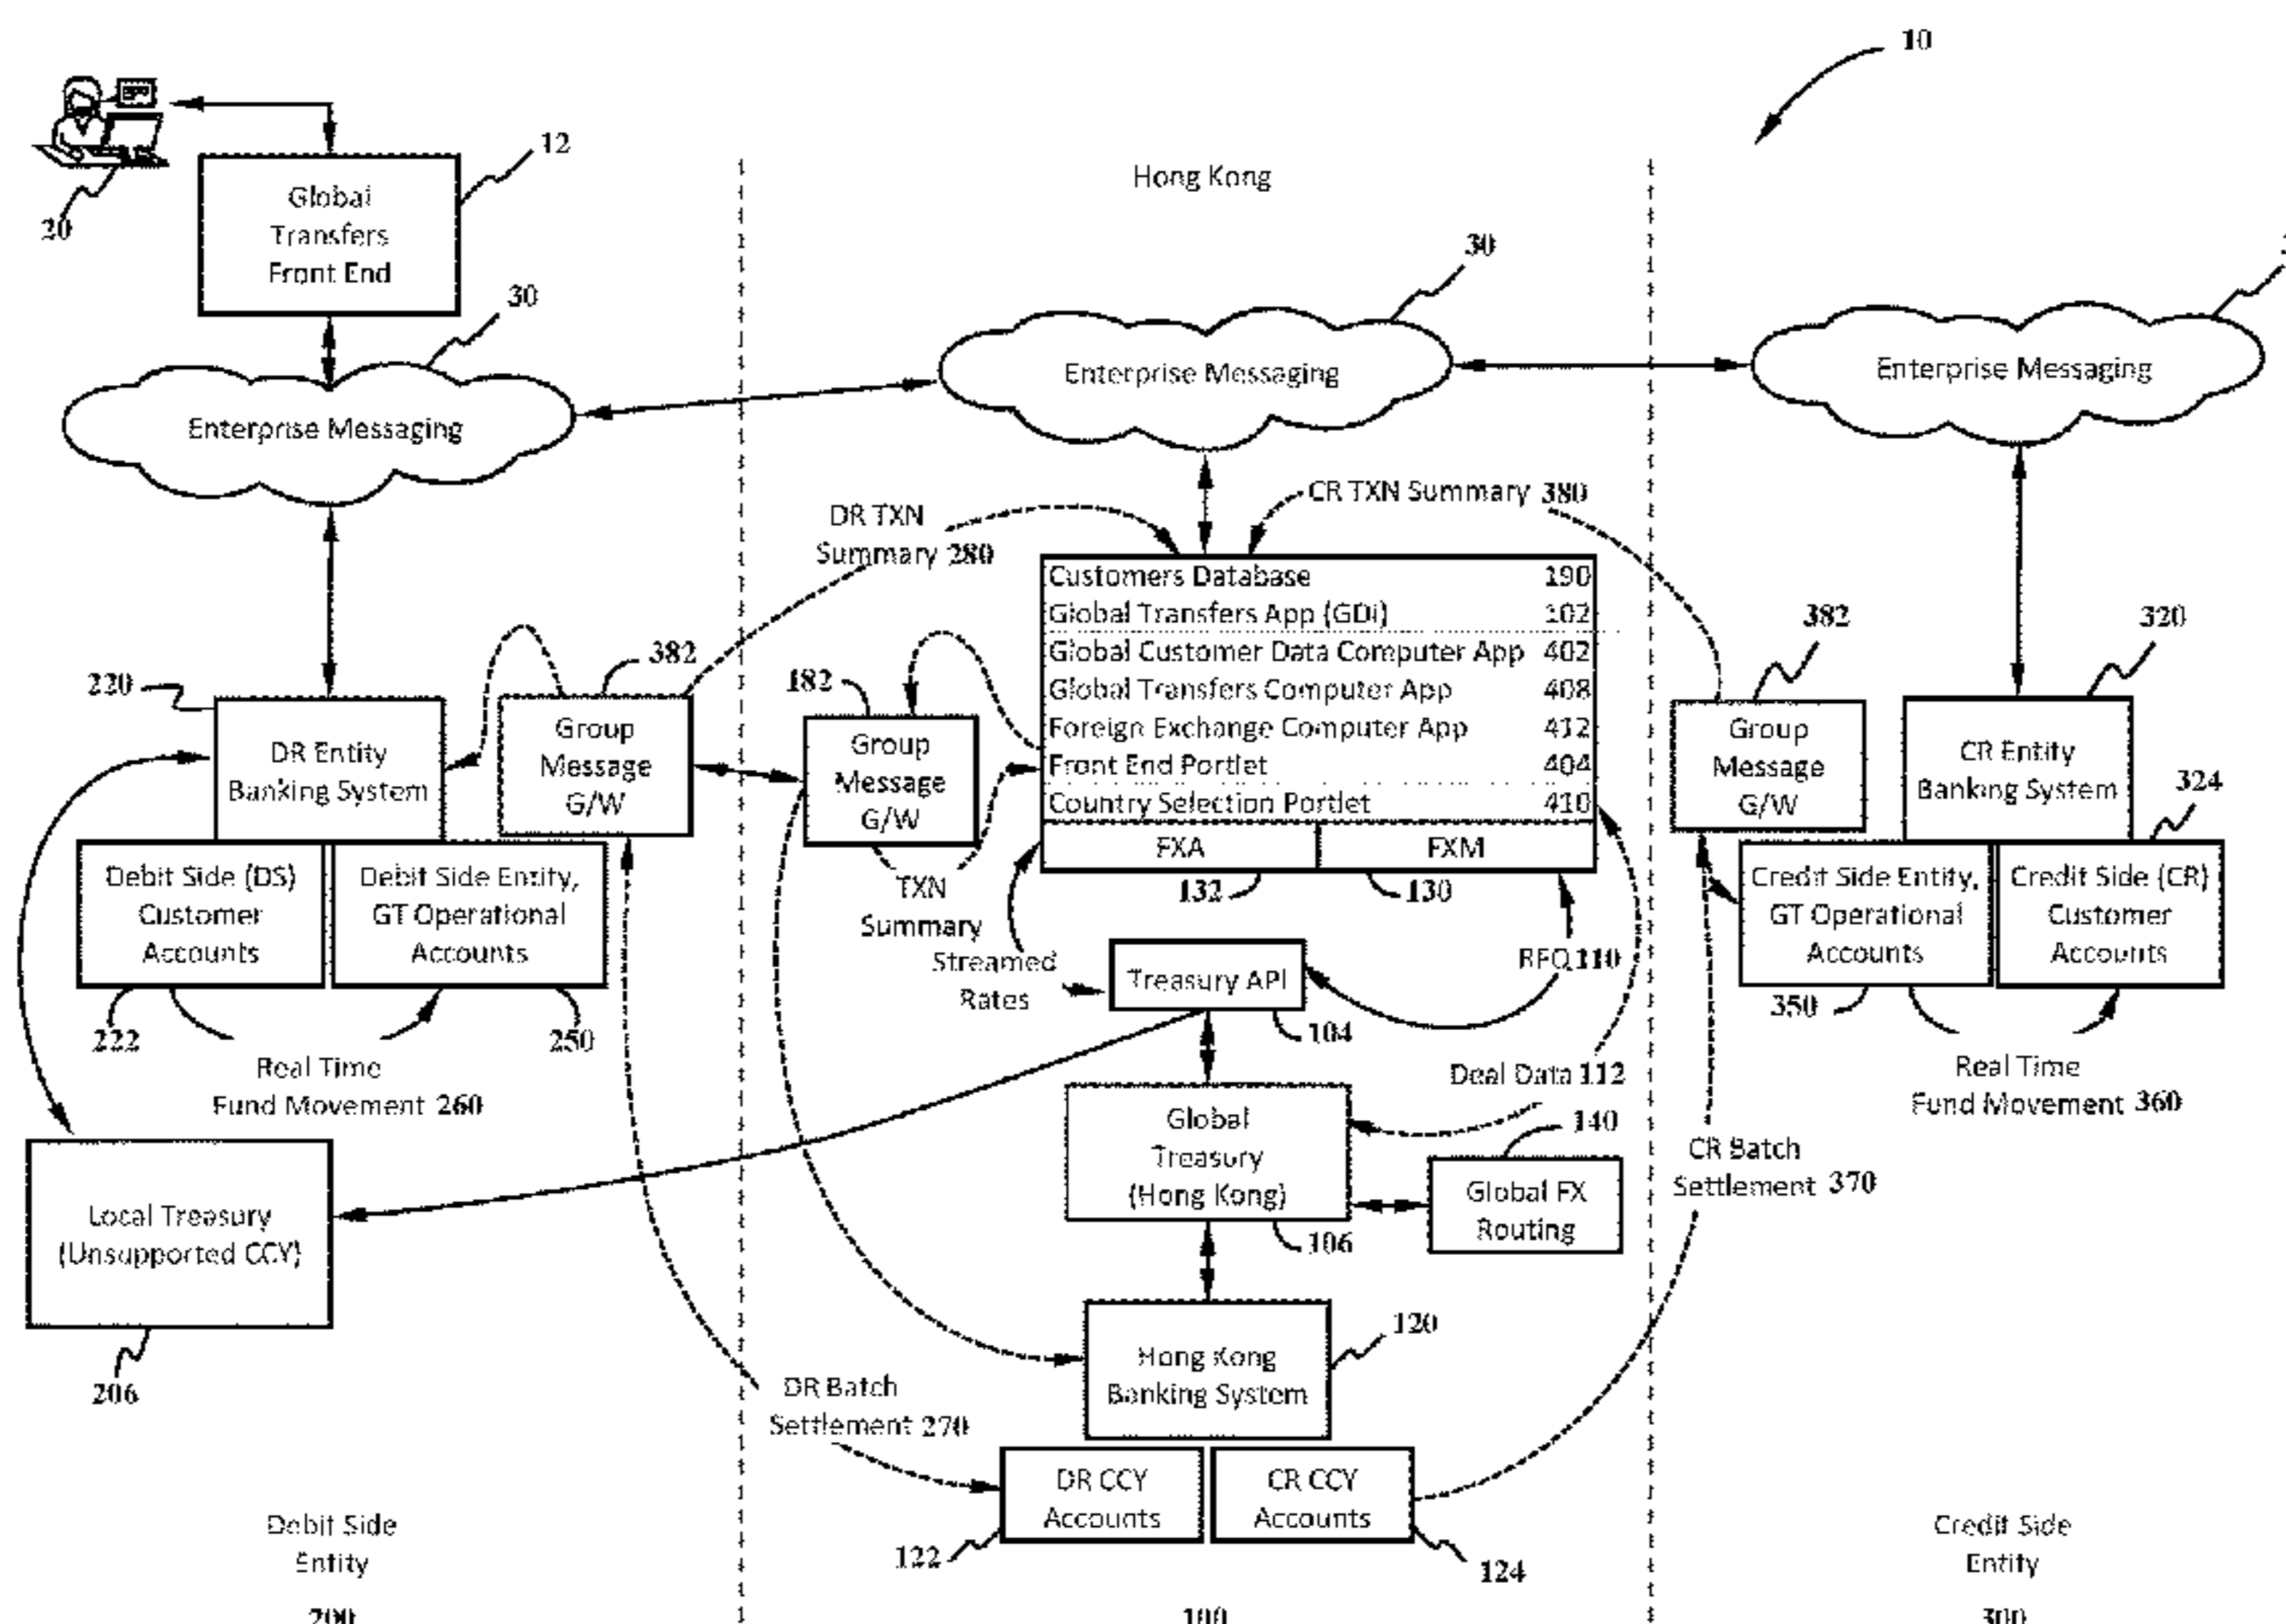 10
12
20
Global
Transfers
Front End
Hong Kong
30
30
Enterprise Messaging
Enterprise Messaging
Enterprise Messaging
CR TXN Summary 380
DR TXN
Summary 280
Customers Database 190
Global Transfers App (GDi) 102
Global Customer Data Computer App 402
Global Transfers Computer App 408
Foreign Exchange Computer App 412
Front End Portlet 404
Country Selection Portlet 410
FXA
FXM
132
130
220
DR Entity
Banking System
382
Group
Message
G/W
182
Group
Message
G/W
382
Group
Message
G/W
320
CR Entity
Banking System
324
Debit Side (DS)
Customer
Accounts
Debit Side Entity,
GT Operational
Accounts
222
250
Real Time
Fund Movement 260
TXN
Summary
Streamed
Rates
Treasury API
104
RFQ 110
Deal Data 112
Credit Side Entity,
GT Operational
Accounts
Credit Side (CR)
Customer
Accounts
350
Real Time
Fund Movement 360
Local Treasury
(Unsupported CCY)
206
Global
Treasury
(Hong Kong)
106
140
Global FX
Routing
CR Batch
Settlement 370
Hong Kong
Banking System
120
DR Batch
Settlement 270
DR CCY
Accounts
CR CCY
Accounts
122
124
Debit Side
Entity
200
100
Credit Side
Entity
300